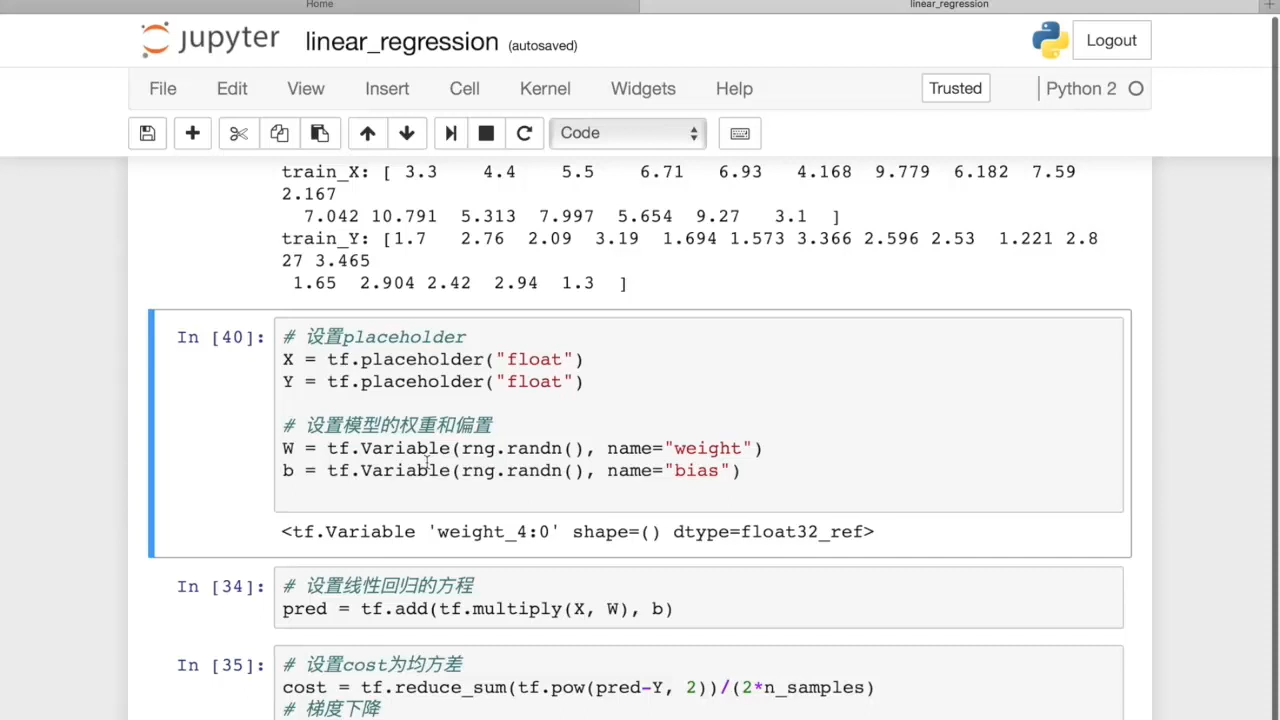 Home linear_regression +
jupyter linear_regression (autosaved) Logout
File Edit View Insert Cell Kernel Widgets Help Trusted Python 2
Code
train_X: [ 3.3 4.4 5.5 6.71 6.93 4.168 9.779 6.182 7.59
2.167
7.042 10.791 5.313 7.997 5.654 9.27 3.1 ]
train_Y: [1.7 2.76 2.09 3.19 1.694 1.573 3.366 2.596 2.53 1.221 2.8
27 3.465
1.65 2.904 2.42 2.94 1.3 ]
In [40]: # 设置placeholder
X = tf.placeholder("float")
Y = tf.placeholder("float")
# 设置模型的权重和偏置
W = tf.Variable(rng.randn(), name="weight")
b = tf.Variable(rng.randn(), name="bias")
<tf.Variable 'weight_4:0' shape=() dtype=float32_ref>
In [34]: # 设置线性回归的方程
pred = tf.add(tf.multiply(X, W), b)
In [35]: # 设置cost为均方差
cost = tf.reduce_sum(tf.pow(pred-Y, 2))/(2*n_samples)
# 梯度下降